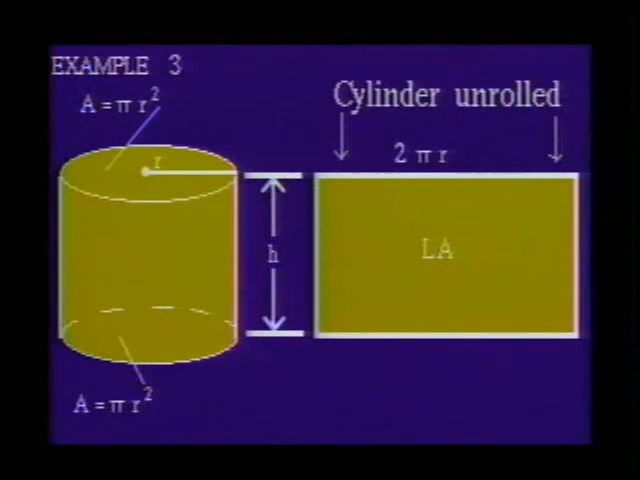 EXAMPLE 3
A = π r²
Cylinder unrolled
r
2 π r
h
LA
A = π r²